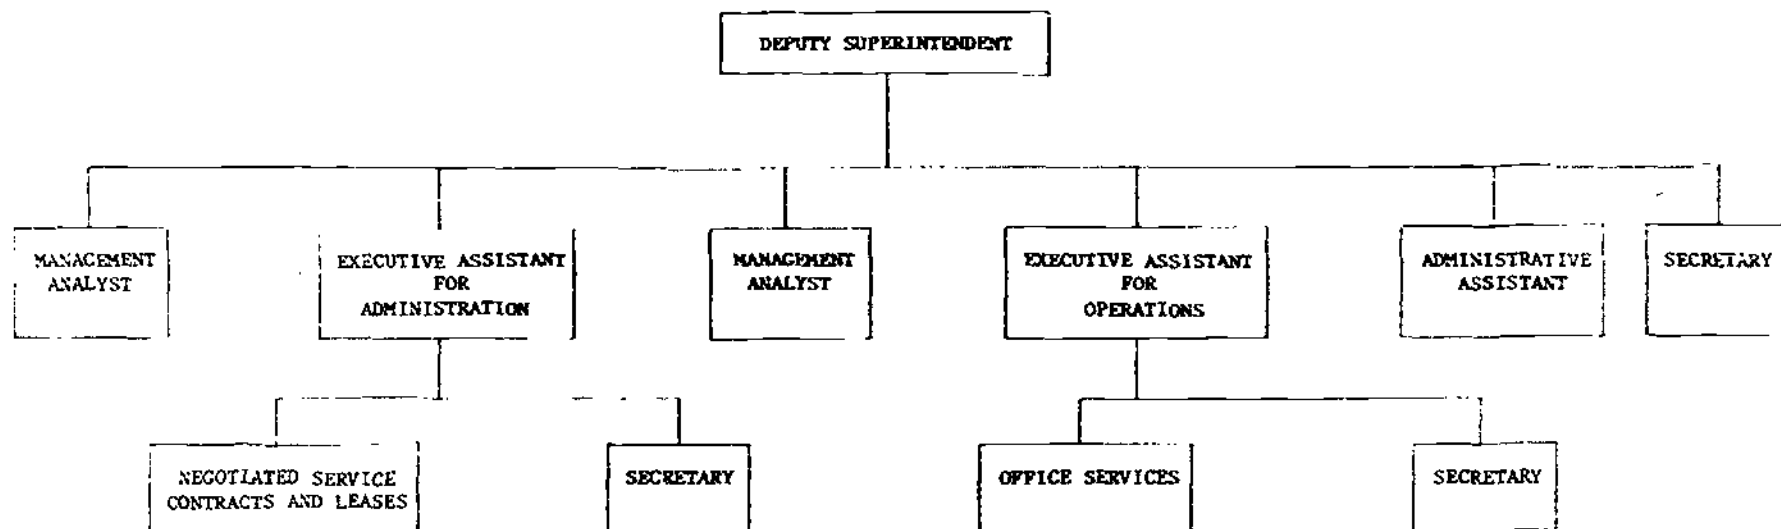 DEPUTY SUPERINTENDENT
MANAGEMENT
ANALYST
EXECUTIVE ASSISTANT
FOR
ADMINISTRATION
MANAGEMENT
ANALYST
EXECUTIVE ASSISTANT
FOR
OPERATIONS
ADMINISTRATIVE
ASSISTANT
SECRETARY
NEGOTIATED SERVICE
CONTRACTS AND LEASES
SECRETARY
OFFICE SERVICES
SECRETARY